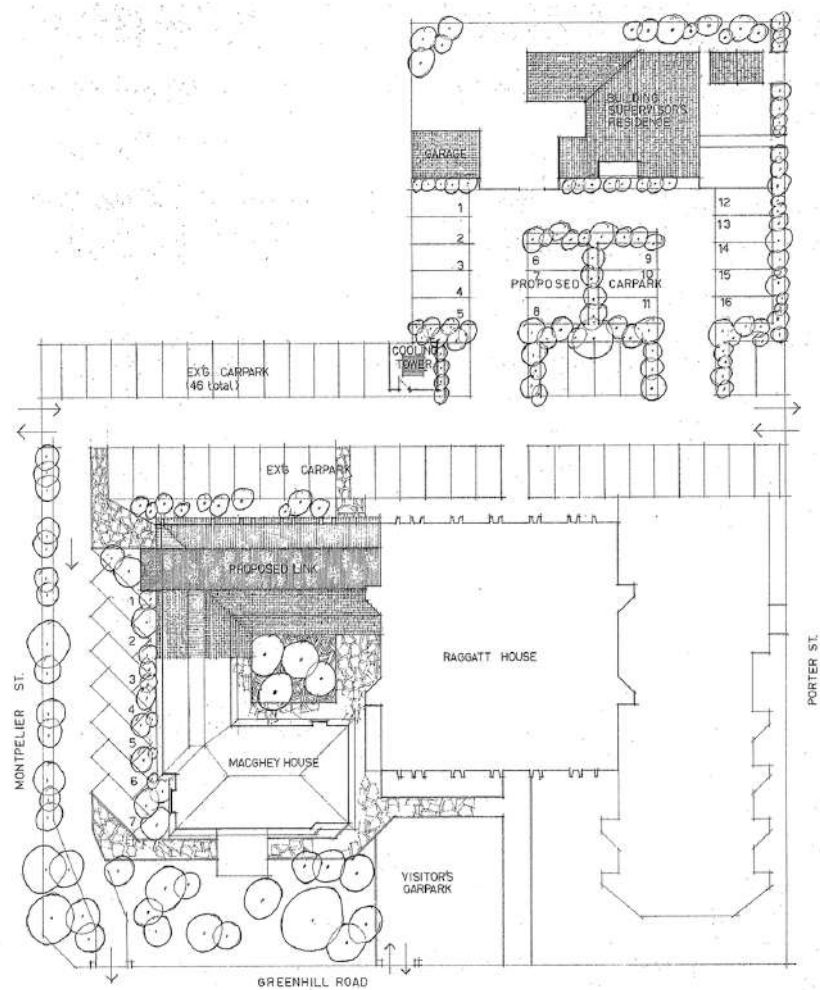 BUILDING
SUPERVISOR'S
RESIDENCE
GARAGE
1
2
3
4
5
6
7
8
9
10
11
12
13
14
15
16
PROPOSED CARPARK
COOLING
TOWER
EX'G. CARPARK
(46 total)
EXG CARPARK
PROPOSED LINK
1
2
3
4
5
6
7
RAGGATT HOUSE
MACGHEY HOUSE
MONTPELIER ST.
PORTER ST.
VISITOR'S
CARPARK
GREENHILL ROAD